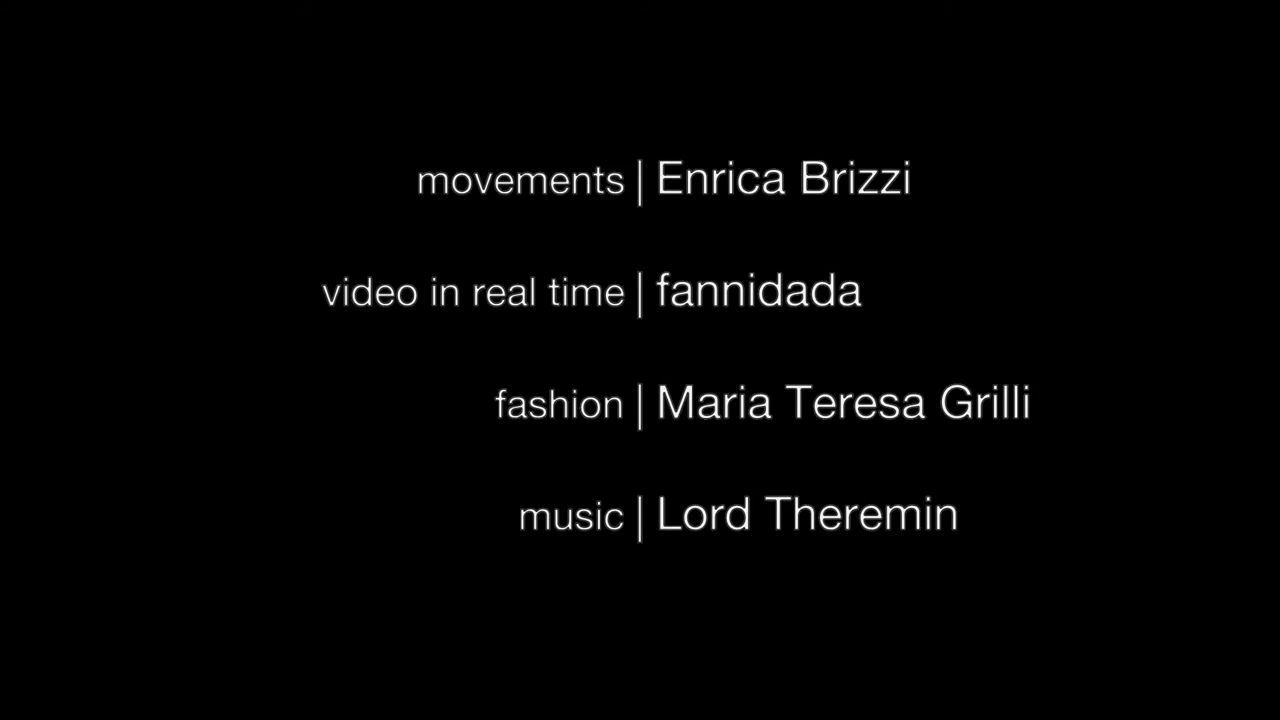 movements | Enrica Brizzi
video in real time | fannidada
fashion | Maria Teresa Grilli
music | Lord Theremin